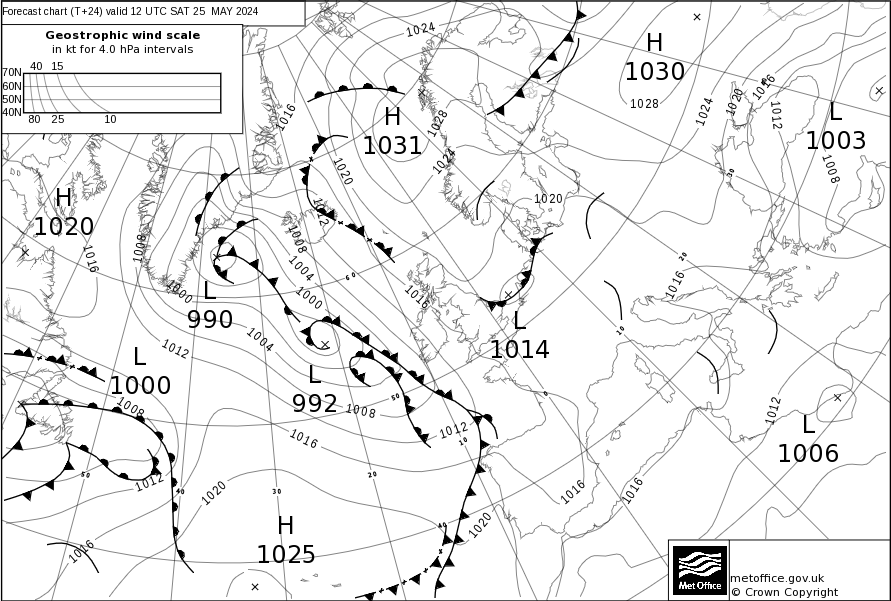 Forecast chart (T+24) valid 12 UTC SAT 25 MAY 2024
Geostrophic wind scale
in kt for 4.0 hPa intervals
40 15
70N
60N
50N
40N
80 25 10
1024
H
1030
1028
1024
1020
1016
1012
L
1003
1008
1016
H
1031
1028
1024
1020
1012
1020
H
1020
1016
1008
1008
1004
1000
1000
60
30
20
1016
1016
L
990
L
1014
10
0
1012
1004
L
1000
L
992
50
1008
1008
1012
10
1016
1012
L
1006
50
1012
40
1020
30
20
1016
1016
40
1020
H
1025
1016
Met Office
metoffice.gov.uk
© Crown Copyright